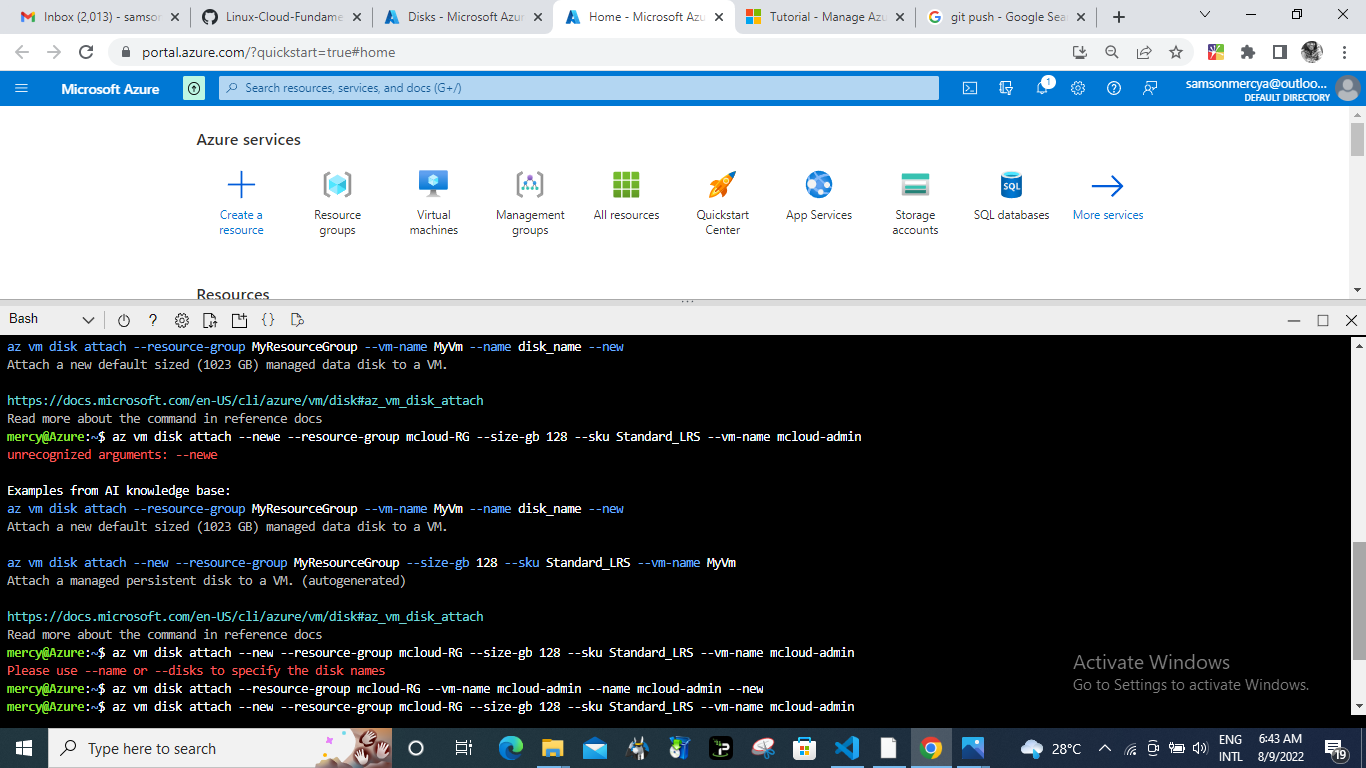 Inbox (2,013) - samsor
Linux-Cloud-Fundame
Disks - Microsoft Azur
Home - Microsoft Azu
Tutorial - Manage Azu
git push - Google Sea
portal.azure.com/?quickstart=true#home
Microsoft Azure
Search resources, services, and docs (G+/)
1
samsonmercya@outloo...
DEFAULT DIRECTORY
Azure services
Create a resource
Resource groups
Virtual machines
Management groups
All resources
Quickstart Center
App Services
Storage accounts
SQL
SQL databases
More services
Resources
Bash
az vm disk attach --resource-group MyResourceGroup --vm-name MyVm --name disk_name --new
Attach a new default sized (1023 GB) managed data disk to a VM.
https://docs.microsoft.com/en-US/cli/azure/vm/disk#az_vm_disk_attach
Read more about the command in reference docs
mercy@Azure:~$ az vm disk attach --newe --resource-group mcloud-RG --size-gb 128 --sku Standard_LRS --vm-name mcloud-admin
unrecognized arguments: --newe
Examples from AI knowledge base:
az vm disk attach --resource-group MyResourceGroup --vm-name MyVm --name disk_name --new
Attach a new default sized (1023 GB) managed data disk to a VM.
az vm disk attach --new --resource-group MyResourceGroup --size-gb 128 --sku Standard_LRS --vm-name MyVm
Attach a managed persistent disk to a VM. (autogenerated)
https://docs.microsoft.com/en-US/cli/azure/vm/disk#az_vm_disk_attach
Read more about the command in reference docs
mercy@Azure:~$ az vm disk attach --new --resource-group mcloud-RG --size-gb 128 --sku Standard_LRS --vm-name mcloud-admin
Please use --name or --disks to specify the disk names
mercy@Azure:~$ az vm disk attach --resource-group mcloud-RG --vm-name mcloud-admin --name mcloud-admin --new
mercy@Azure:~$ az vm disk attach --new --resource-group mcloud-RG --size-gb 128 --sku Standard_LRS --vm-name mcloud-admin
Activate Windows
Go to Settings to activate Windows.
Type here to search
28°C
ENG
INTL
6:43 AM
8/9/2022
19